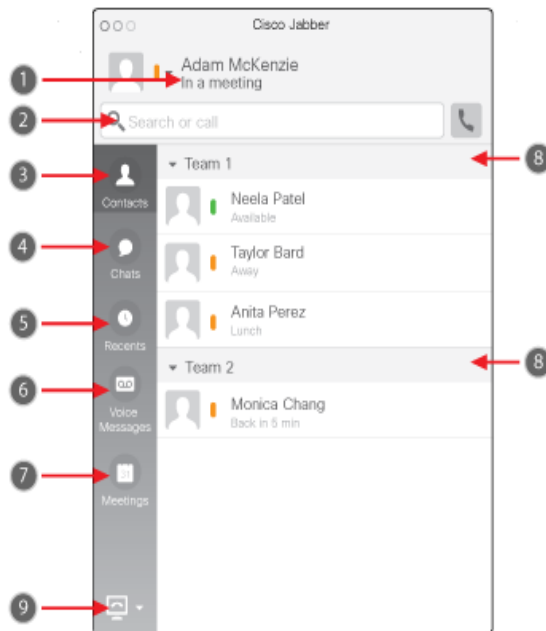 Cisco Jabber
Adam McKenzie
1
In a meeting
2
Search or call
3
Contacts
Team 1
8
Neela Patel
Available
4
Chats
Taylor Bard
Away
5
Recents
Anita Perez
Lunch
Team 2
8
6
Voice
Messages
Monica Chang
Back in 5 min
7
31
Meetings
9